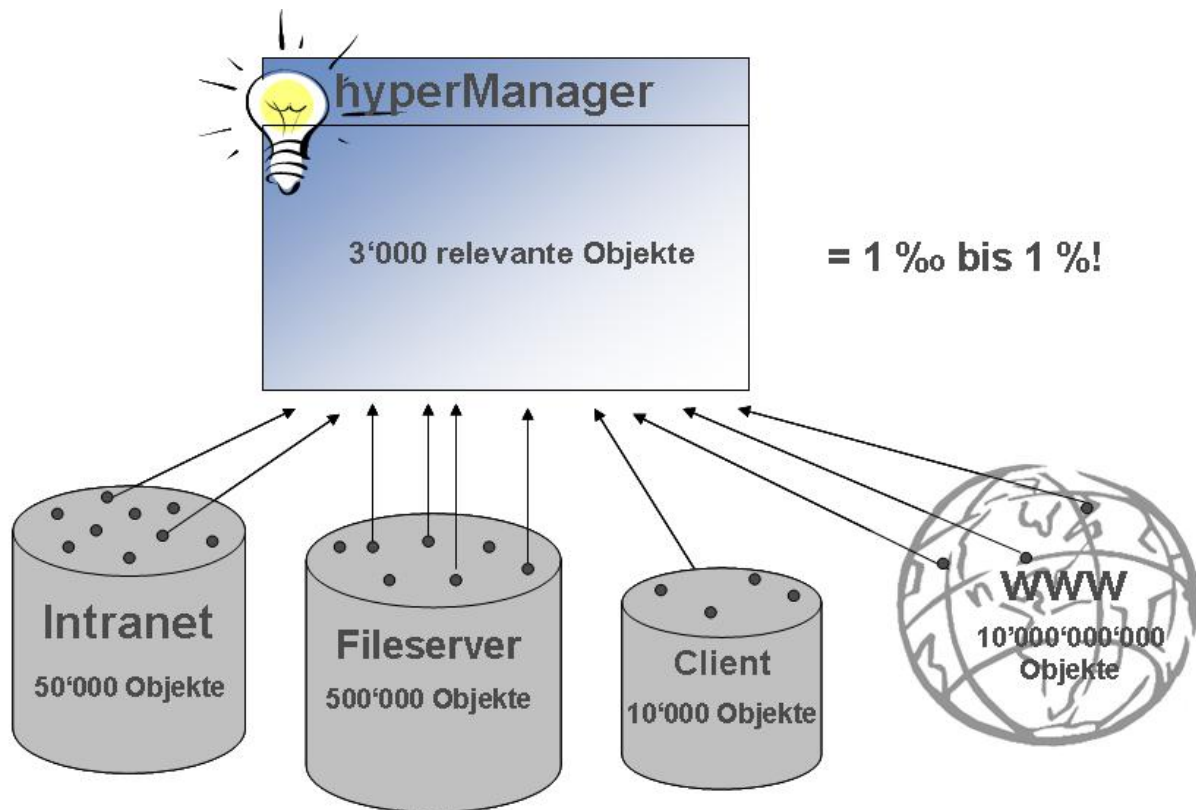 hyperManager
3‘000 relevante Objekte
= 1 ‰ bis 1 %!
Intranet
50‘000 Objekte
Fileserver
500‘000 Objekte
Client
10‘000 Objekte
WWW
10’000‘000‘000
Objekte